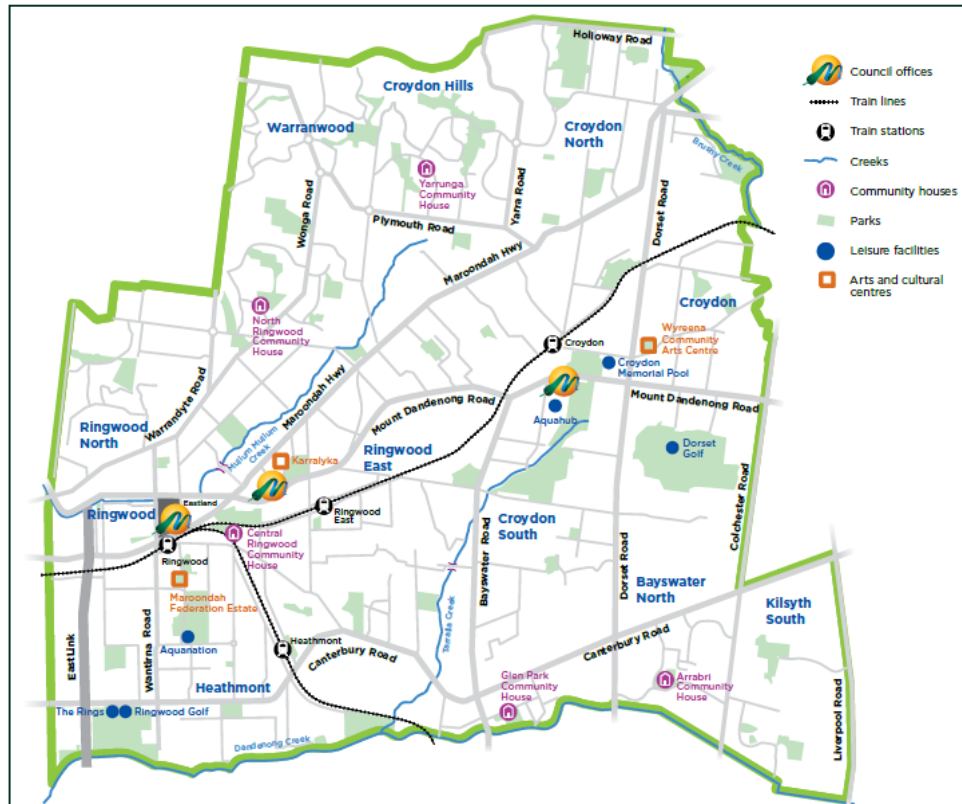 Holloway Road
Croydon Hills
Warranwood
Croydon
North
Brushy Creek
Yarrunga
Community
House
Wonga Road
Yarra Road
Plymouth Road
Dorset Road
Maroondah Hwy
Croydon
North
Ringwood
Community
House
Croydon
Wyreena
Community
Arts Centre
Croydon
Memorial Pool
Maroondah Hwy
Warrandyte Road
Mount Dandenong Road
Mount Dandenong Road
Aquahub
Ringwood
North
Mullum Mullum
Creek
Karralyka
Ringwood
East
Dorset
Golf
Colchester Road
Eastland
Ringwood
Ringwood
East
Croydon
South
Central
Ringwood
Community
House
Ringwood
Maroondah
Federation Estate
Bayswater Road
Dorset Road
Bayswater
North
Kilsyth
South
Tarralla Creek
EastLink
Wantirna Road
Aquanation
Heathmont
Canterbury Road
Canterbury Road
Heathmont
Glen Park
Community
House
Arrabri
Community
House
Liverpool Road
The Rings
Ringwood Golf
Dandenong Creek
Council offices
Train lines
Train stations
Creeks
Community houses
Parks
Leisure facilities
Arts and cultural
centres